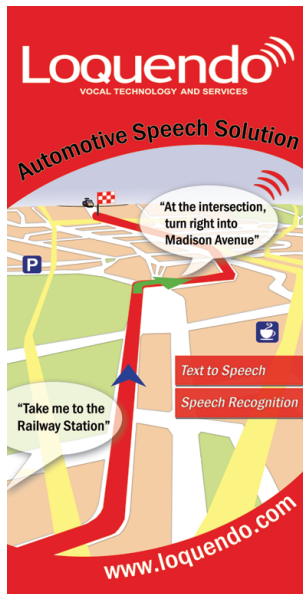 Loquendo
VOCAL TECHNOLOGY AND SERVICES
Automotive Speech Solution
“At the intersection,
turn right into
Madison Avenue”
P
Text to Speech
Speech Recognition
“Take me to the
Railway Station”
www.loquendo.com